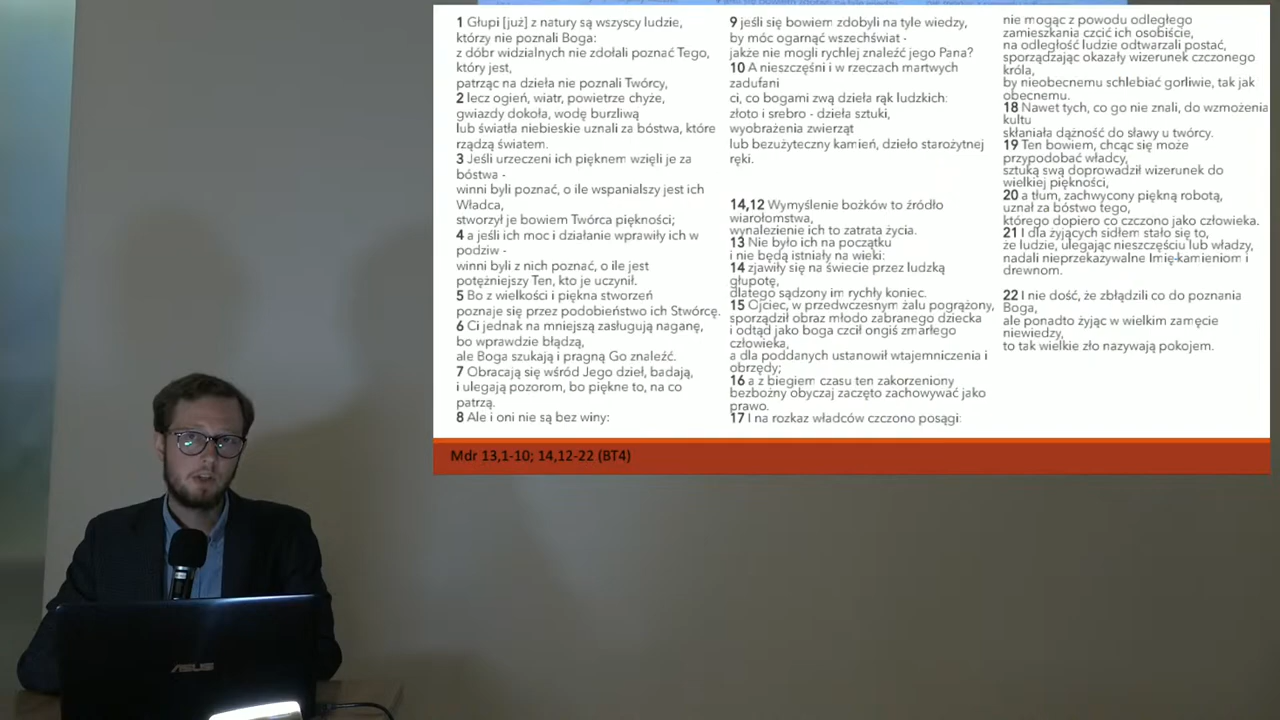 1 Głupi [już] z natury są wszyscy ludzie,
którzy nie poznali Boga:
z dóbr widzialnych nie zdołali poznać Tego,
który jest,
patrząc na dzieła nie poznali Twórcy,
2 lecz ogień, wiatr, powietrze chyże,
gwiazdy dokoła, wodę burzliwą
lub światła niebieskie uznali za bóstwa, które
rządzą światem.
3 Jeśli urzeczeni ich pięknem wzięli je za
bóstwa -
winni byli poznać, o ile wspanialszy jest ich
Władca,
stworzył je bowiem Twórca piękności;
4 a jeśli ich moc i działanie wprawiły ich w
podziw -
winni byli z nich poznać, o ile jest
potężniejszy Ten, kto je uczynił.
5 Bo z wielkości i piękna stworzeń
poznaje się przez podobieństwo ich Stwórcę.
6 Ci jednak na mniejszą zasługują naganę,
bo wprawdzie błądzą,
ale Boga szukają i pragną Go znaleźć.
7 Obracają się wśród Jego dzieł, badają,
i ulegają pozorom, bo piękne to, na co
patrzą.
8 Ale i oni nie są bez winy:
9 jeśli się bowiem zdobyli na tyle wiedzy,
by móc ogarnąć wszechświat -
jakże nie mogli rychlej znaleźć jego Pana?
10 A nieszczęśni i w rzeczach martwych
zadufani
ci, co bogami zwą dzieła rąk ludzkich:
złoto i srebro - dzieła sztuki,
wyobrażenia zwierząt
lub bezużyteczny kamień, dzieło starożytnej
ręki.
14,12 Wymyślenie bożków to źródło
wiarołomstwa,
wynalezienie ich to zatrata życia.
13 Nie było ich na początku
i nie będą istniały na wieki:
14 zjawiły się na świecie przez ludzką
głupotę,
dlatego sądzony im rychły koniec.
15 Ojciec, w przedwczesnym żalu pogrążony,
sporządził obraz młodo zabranego dziecka
i odtąd jako boga czcił ongiś zmarłego
człowieka,
a dla poddanych ustanowił wtajemniczenia i
obrzędy;
16 a z biegiem czasu ten zakorzeniony
bezbożny obyczaj zaczęto zachowywać jako
prawo.
17 I na rozkaz władców czczono posągi:
nie mogąc z powodu odległego
zamieszkania czcić ich osobiście,
na odległość ludzie odtwarzali postać,
sporządzając okazały wizerunek czczonego
króla,
by nieobecnemu schlebiać gorliwie, tak jak
obecnemu.
18 Nawet tych, co go nie znali, do wzmożenia
kultu
skłaniała dążność do sławy u twórcy.
19 Ten bowiem, chcąc się może
przypodobać władcy,
sztuką swą doprowadził wizerunek do
wielkiej piękności,
20 a tłum, zachwycony piękną robotą,
uznał za bóstwo tego,
którego dopiero co czczono jako człowieka.
21 I dla żyjących sidłem stało się to,
że ludzie, ulegając nieszczęściu lub władzy,
nadali nieprzekazywalne Imię kamieniom i
drewnom.
22 I nie dość, że zbłądzili co do poznania
Boga,
ale ponadto żyjąc w wielkim zamęcie
niewiedzy,
to tak wielkie zło nazywają pokojem.
Mdr 13,1-10; 14,12-22 (BT4)
ASUS